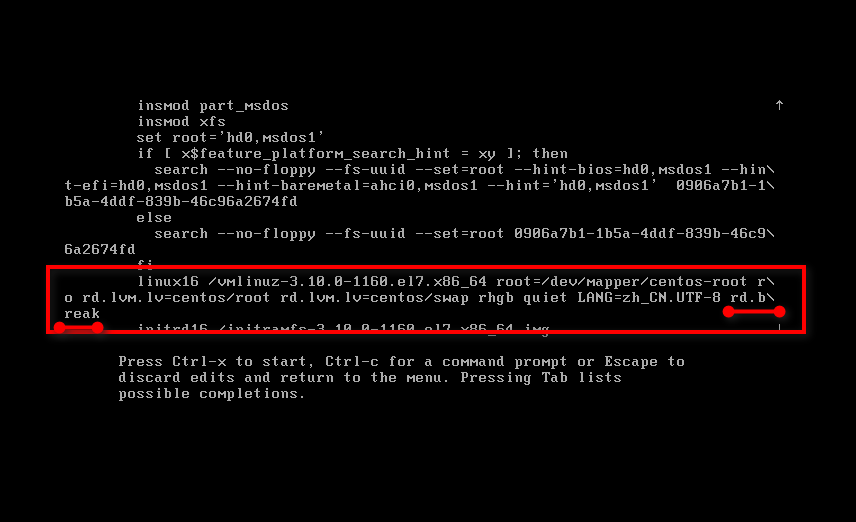 insmod part_msdos ↑
insmod xfs
set root='hd0,msdos1'
if [ x$feature_platform_search_hint = xy ]; then
search --no-floppy --fs-uuid --set=root --hint-bios=hd0,msdos1 --hin\
t-efi=hd0,msdos1 --hint-baremetal=ahci0,msdos1 --hint='hd0,msdos1'  0906a7b1-1\
b5a-4ddf-839b-46c96a2674fd
else
search --no-floppy --fs-uuid --set=root 0906a7b1-1b5a-4ddf-839b-46c9\
6a2674fd
fi
linux16 /vmlinuz-3.10.0-1160.el7.x86_64 root=/dev/mapper/centos-root r\
o rd.lvm.lv=centos/root rd.lvm.lv=centos/swap rhgb quiet LANG=zh_CN.UTF-8 rd.b\
reak
initrd16 /initramfs-3.10.0-1160.el7.x86_64.img
Press Ctrl-x to start, Ctrl-c for a command prompt or Escape to
discard edits and return to the menu. Pressing Tab lists
possible completions.